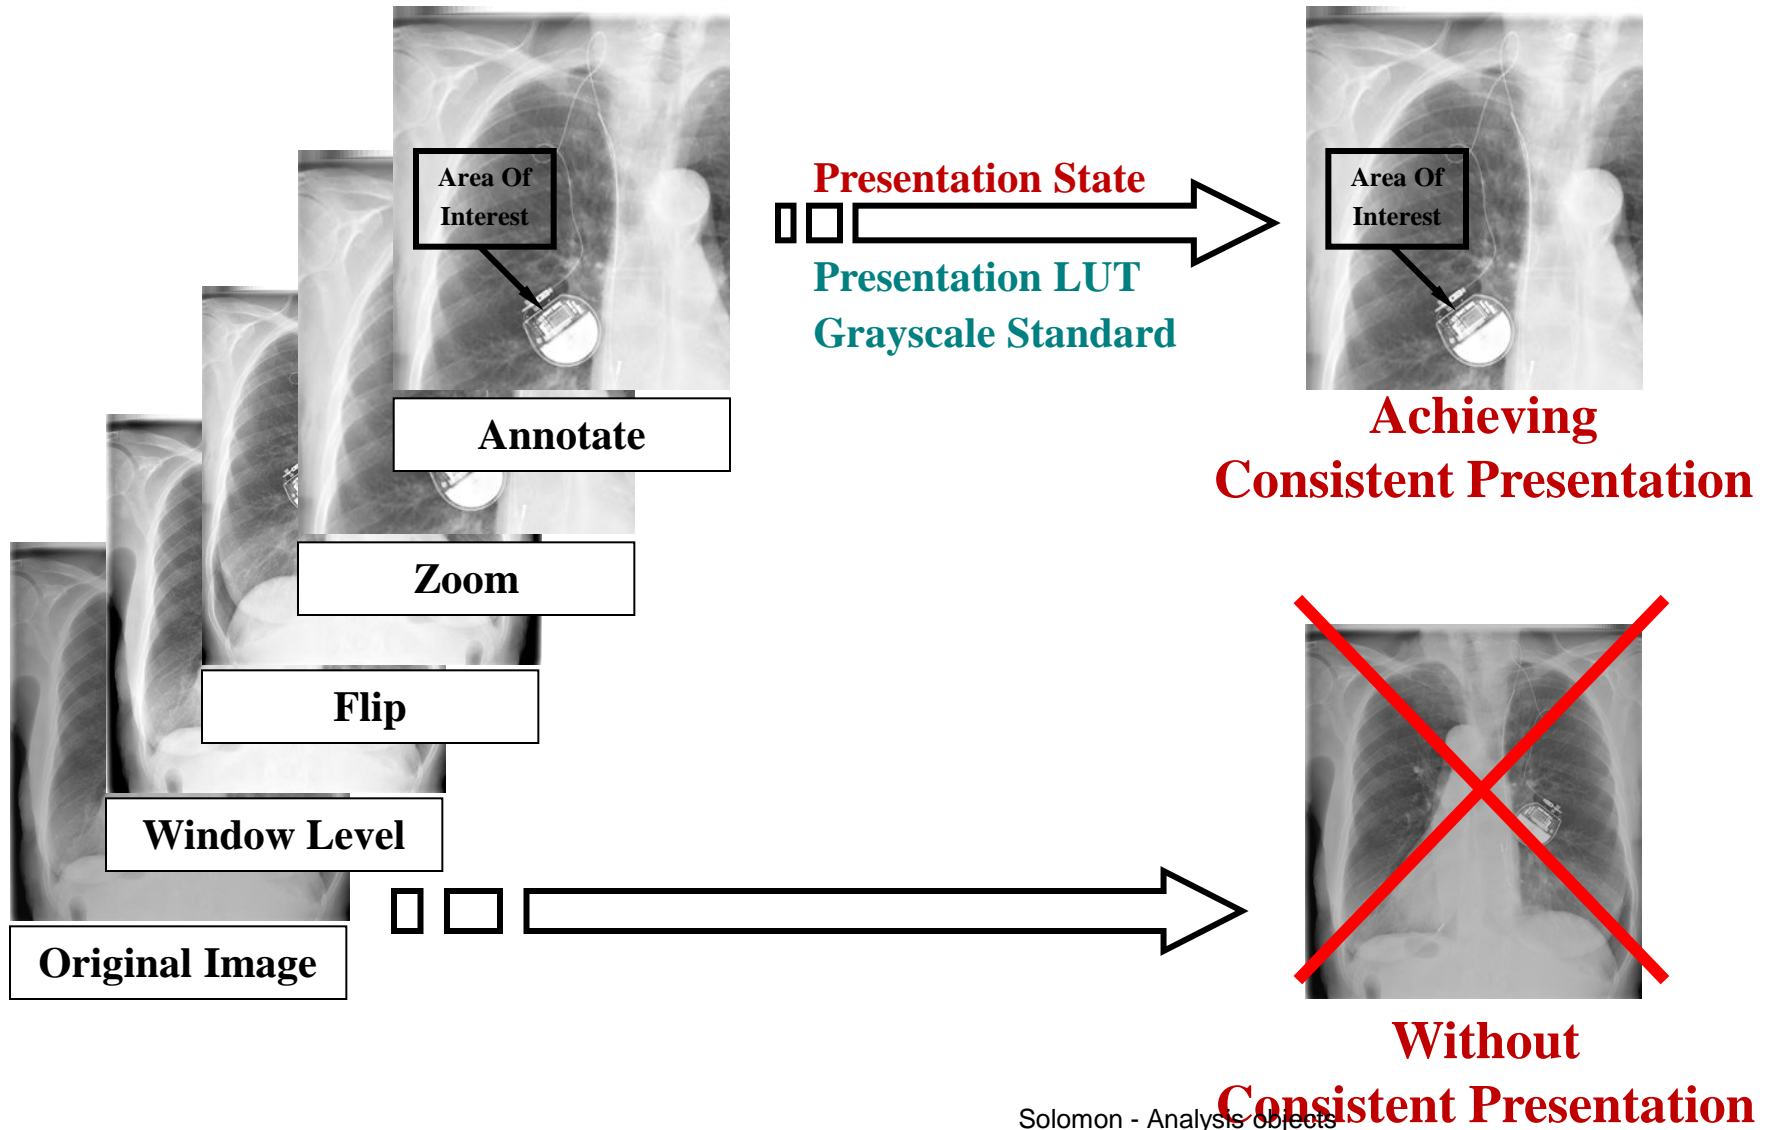 Area Of
Interest
Annotate
Zoom
Flip
Window Level
Original Image
Presentation State
Presentation LUT
Grayscale Standard
Area Of
Interest
Achieving
Consistent Presentation
Without
Consistent Presentation
Solomon - Analysis objects